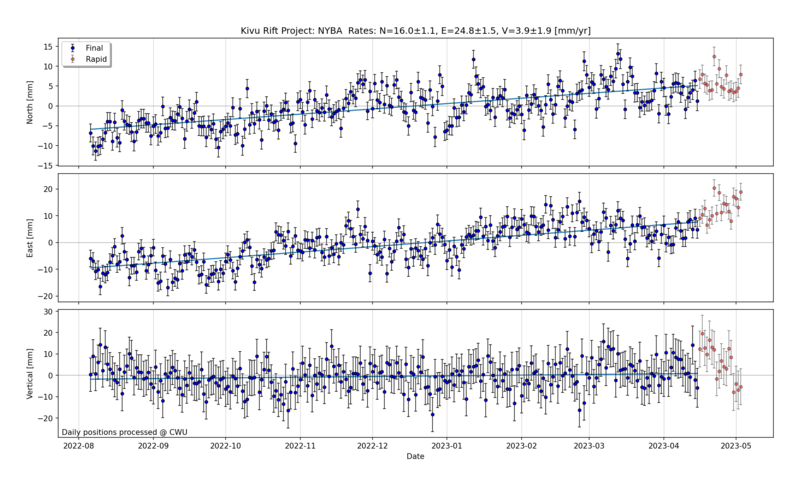 Kivu Rift Project: NYBA Rates: N=16.0±1.1, E=24.8±1.5, V=3.9±1.9 [mm/yr]
Final
Rapid
North [mm]
15
10
5
0
−5
−10
−15
East [mm]
20
10
0
−10
−20
Vertical [mm]
30
20
10
0
−10
−20
Daily positions processed @ CWU
2022-08 2022-09 2022-10 2022-11 2022-12 2023-01 2023-02 2023-03 2023-04 2023-05
Date